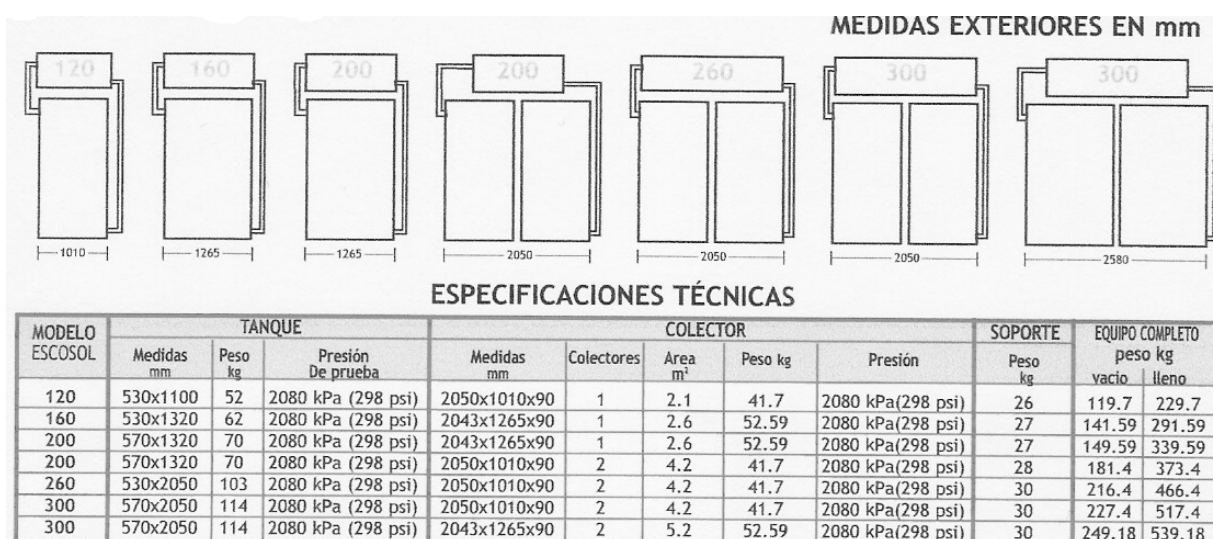 MEDIDAS EXTERIORES EN mm
120 160 200 200 260 300 300
1010 1265 1265 2050 2050 2050 2580
ESPECIFICACIONES TÉCNICAS
MODELO ESCOSOL TANQUE COLECTOR SOPORTE EQUIPO COMPLETO peso kg
Medidas mm Peso kg Presión De prueba Medidas mm Colectores Area m² Peso kg Presión Peso kg vacio lleno
120 530x1100 52 2080 kPa (298 psi) 2050x1010x90 1 2.1 41.7 2080 kPa(298 psi) 26 119.7 229.7
160 530x1320 62 2080 kPa (298 psi) 2043x1265x90 1 2.6 52.59 2080 kPa(298 psi) 27 141.59 291.59
200 570x1320 70 2080 kPa (298 psi) 2043x1265x90 1 2.6 52.59 2080 kPa(298 psi) 27 149.59 339.59
200 570x1320 70 2080 kPa (298 psi) 2050x1010x90 2 4.2 41.7 2080 kPa(298 psi) 28 181.4 373.4
260 530x2050 103 2080 kPa (298 psi) 2050x1010x90 2 4.2 41.7 2080 kPa(298 psi) 30 216.4 466.4
300 570x2050 114 2080 kPa (298 psi) 2050x1010x90 2 4.2 41.7 2080 kPa(298 psi) 30 227.4 517.4
300 570x2050 114 2080 kPa (298 psi) 2043x1265x90 2 5.2 52.59 2080 kPa(298 psi) 30 249.18 539.18